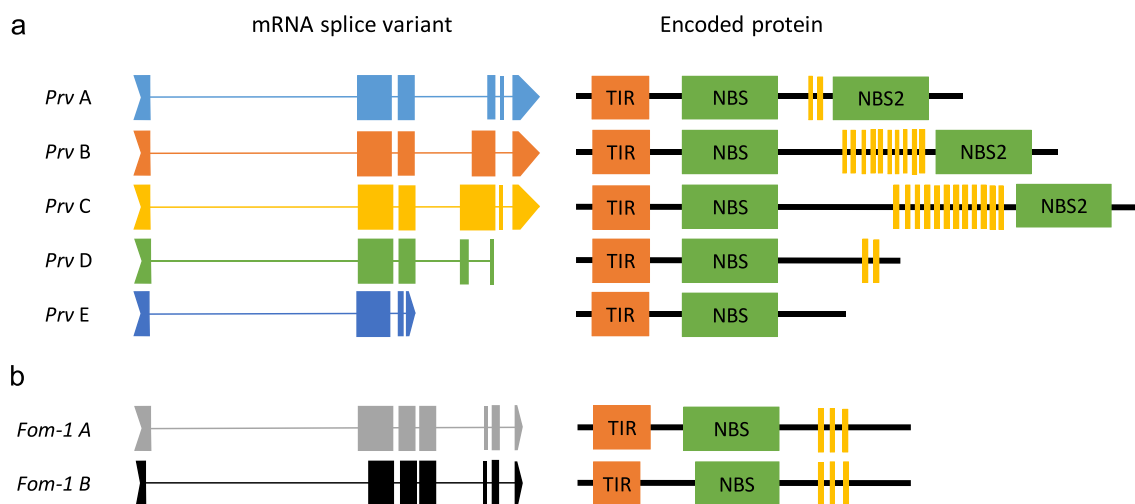 a
mRNA splice variant Encoded protein
Prv A TIR NBS NBS2
Prv B TIR NBS NBS2
Prv C TIR NBS NBS2
Prv D TIR NBS
Prv E TIR NBS
b
Fom-1 A TIR NBS
Fom-1 B TIR NBS